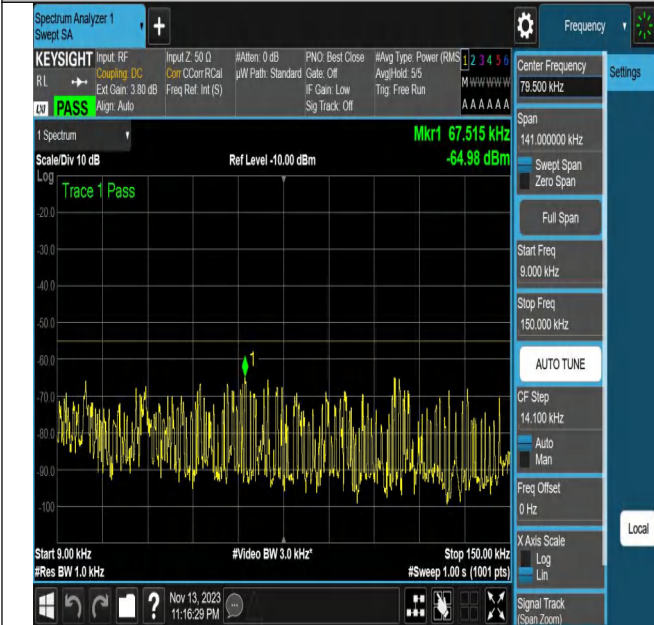 Spectrum Analyzer 1
Swept SA
+
Frequency
KEYSIGHT
RL
PASS
Input: RF
Coupling: DC
Ext Gain: 3.80 dB
Align: Auto
Input Z: 50 Ω
Corr CCorr RCal
Freq Ref: Int (S)
#Atten: 0 dB
µW Path: Standard
PNO: Best Close
Gate: Off
IF Gain: Low
Sig Track: Off
#Avg Type: Power (RMS
Avg|Hold: 5/5
Trig: Free Run
1 2 3 4 5 6
M W W W W W
A A A A A A
1 Spectrum
Scale/Div 10 dB
Ref Level -10.00 dBm
Mkr1 67.515 kHz
-64.98 dBm
Log
Trace 1 Pass
-20.0
-30.0
-40.0
-50.0
-60.0
-70.0
-80.0
-90.0
-100
1
Start 9.00 kHz
#Res BW 1.0 kHz
#Video BW 3.0 kHz*
Stop 150.00 kHz
#Sweep 1.00 s (1001 pts)
Nov 13, 2023
11:16:29 PM
?
Center Frequency
79.500 kHz
Settings
Span
141.000000 kHz
Swept Span
Zero Span
Full Span
Start Freq
9.000 kHz
Stop Freq
150.000 kHz
AUTO TUNE
CF Step
14.100 kHz
Auto
Man
Freq Offset
0 Hz
X Axis Scale
Log
Lin
Local
Signal Track
(Span Zoom)